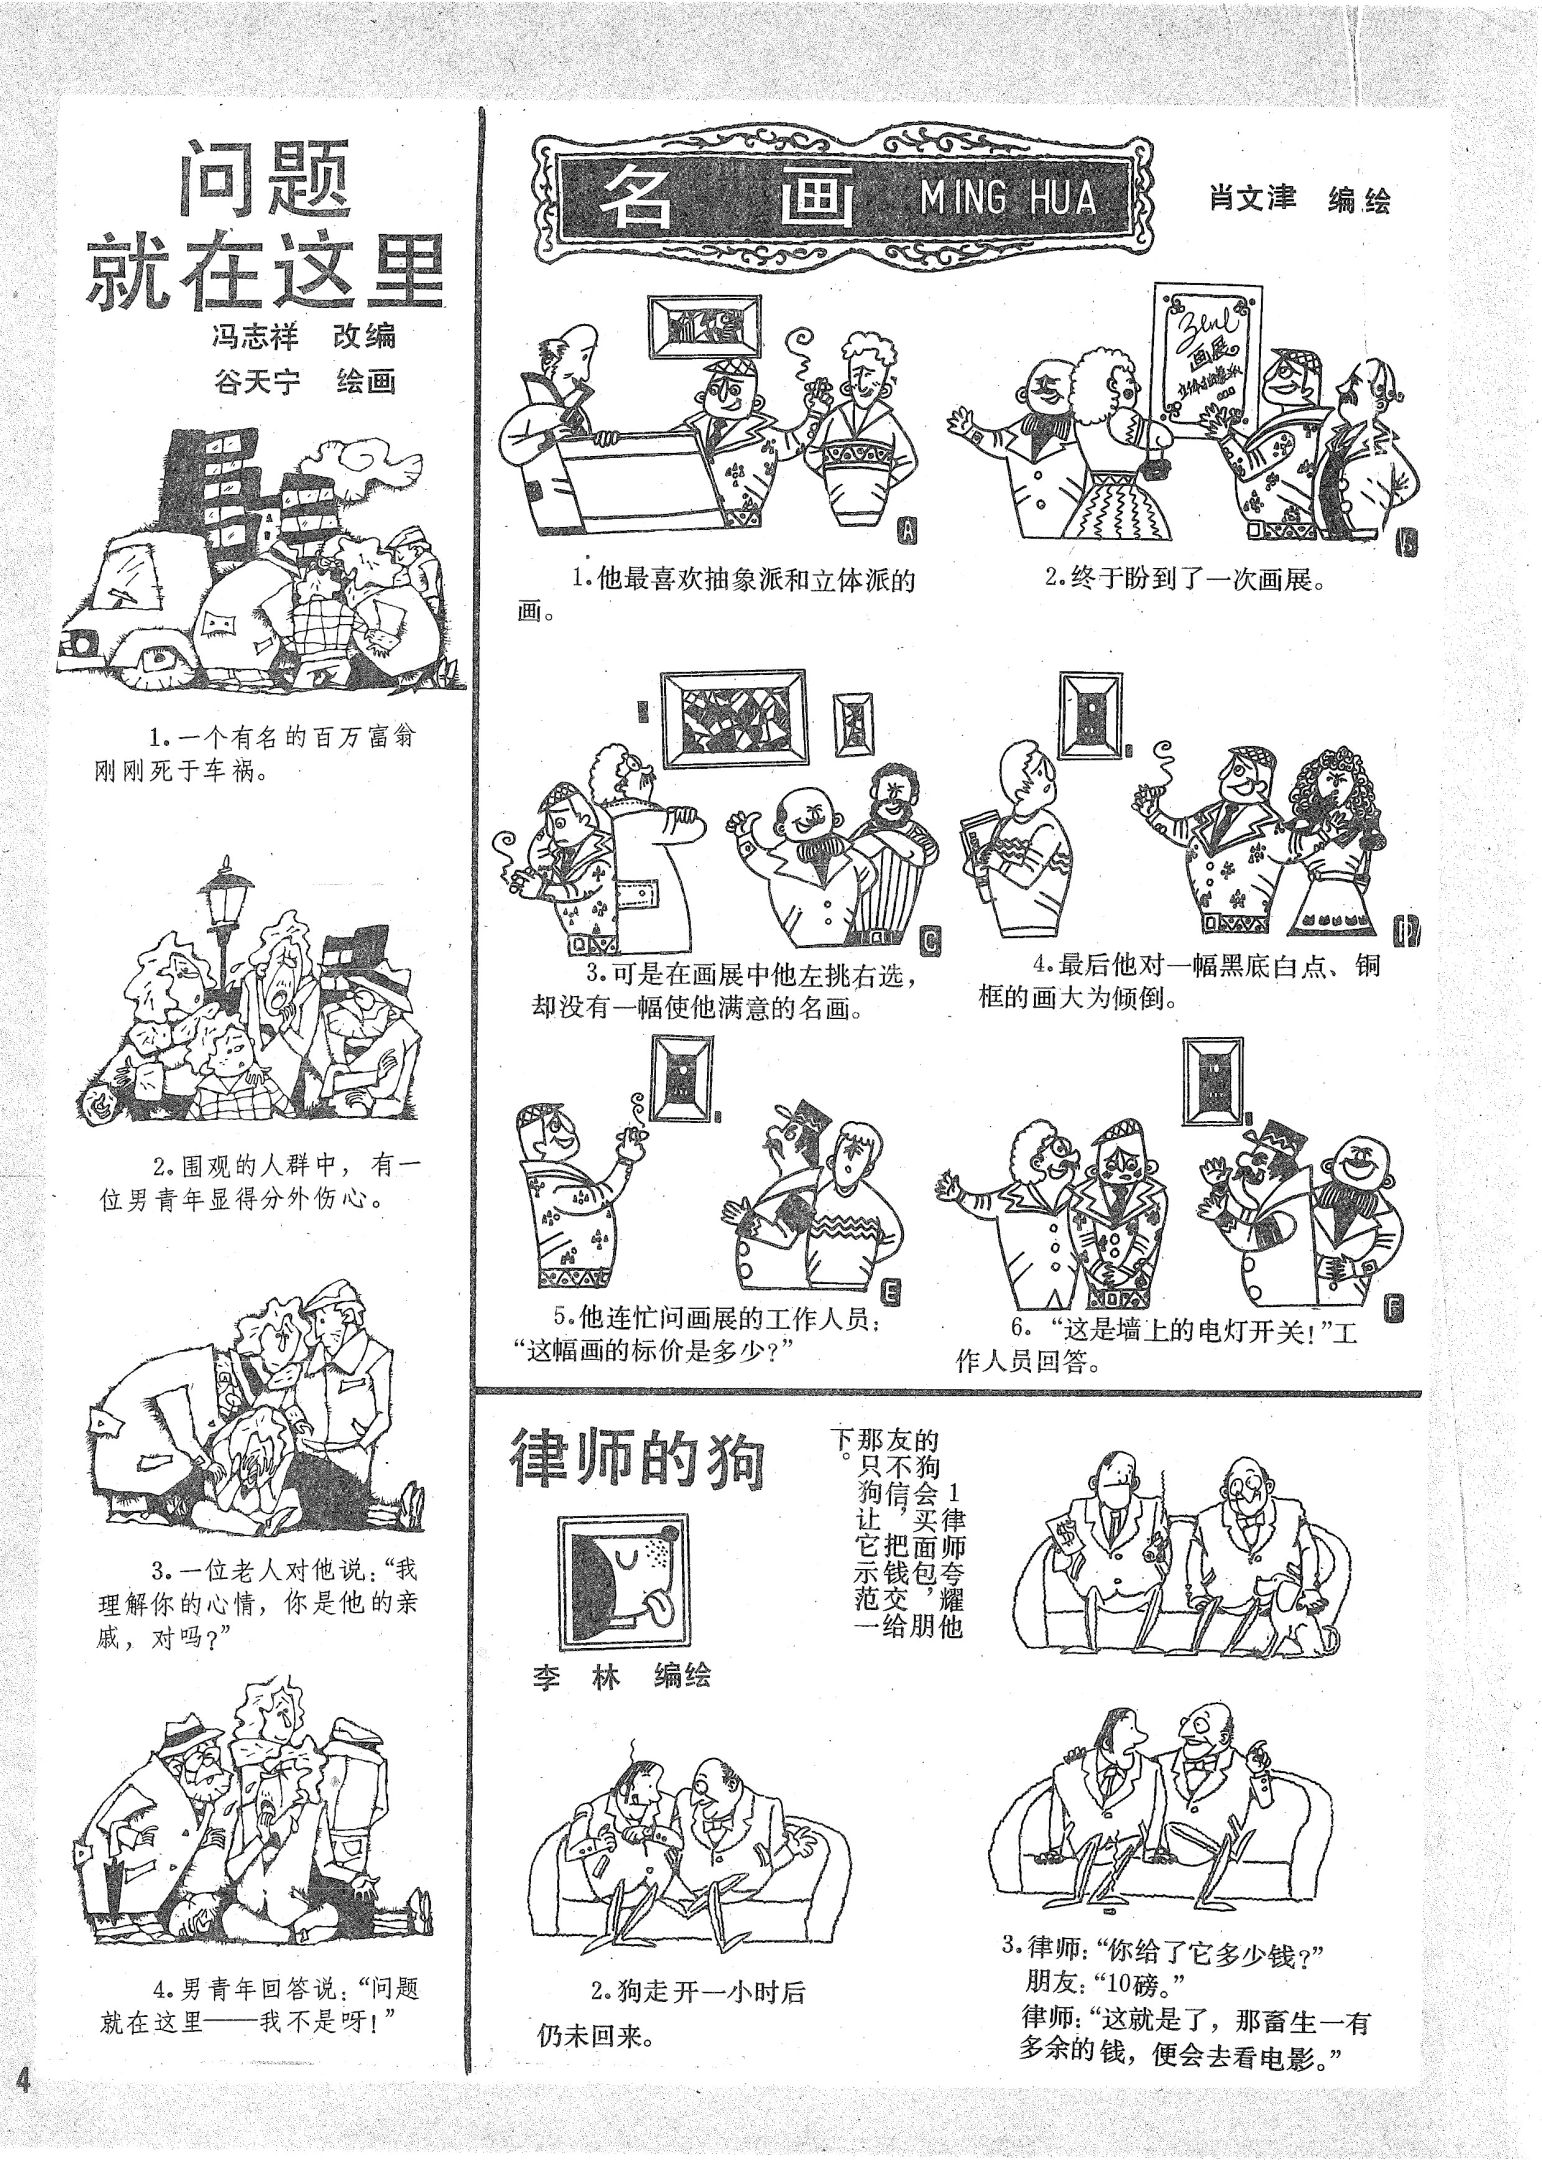 问题
就在这里
冯志祥 改编
谷天宁 绘画
1.一个有名的百万富翁
刚刚死于车祸。
2.围观的人群中，有一
位男青年显得分外伤心。
3.一位老人对他说：“我
理解你的心情，你是他的亲
戚，对吗？”
4.男青年回答说：“问题
就在这里——我不是呀！”
名画 MING HUA
肖文津 编绘
画展
A
1.他最喜欢抽象派和立体派的
画。
B
2.终于盼到了一次画展。
C
3.可是在画展中他左挑右选，
却没有一幅使他满意的名画。
D
4.最后他对一幅黑底白点、铜
框的画大为倾倒。
E
5.他连忙问画展的工作人员：
“这幅画的标价是多少？”
F
6.“这是墙上的电灯开关！”工
作人员回答。
律师的狗
李林 编绘
1律师夸耀他
的狗会买面包，朋
友不信，把钱交给
那只狗让它示范一
下。
$
2.狗走开一小时后
仍未回来。
3.律师：“你给了它多少钱？”
朋友：“10磅。”
律师：“这就是了，那畜生一有
多余的钱，便会去看电影。”
4